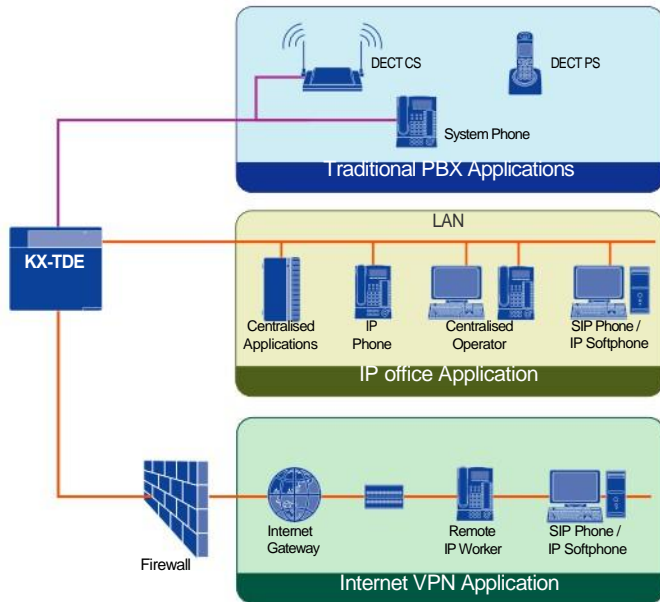 DECT CS
DECT PS
System Phone
Traditional PBX Applications
KX-TDE
LAN
Centralised
Applications
IP
Phone
Centralised
Operator
SIP Phone /
IP Softphone
IP office Application
Firewall
Internet
Gateway
Remote
IP Worker
SIP Phone /
IP Softphone
Internet VPN Application